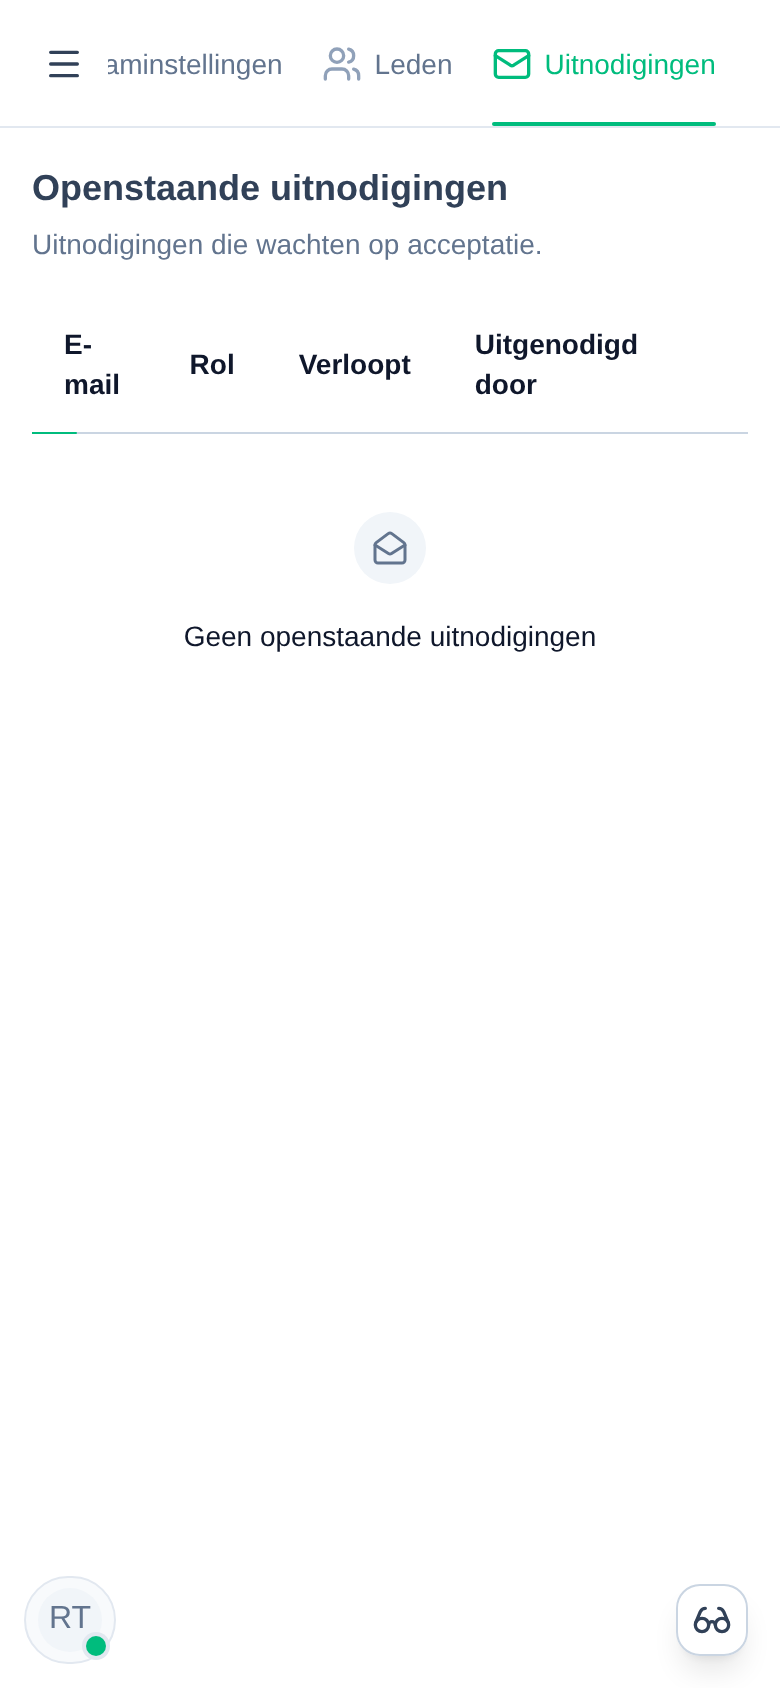 aminstellingen Leden Uitnodigingen
Openstaande uitnodigingen
Uitnodigingen die wachten op acceptatie.
E-
mail
Rol
Verloopt
Uitgenodigd
door
Geen openstaande uitnodigingen
RT